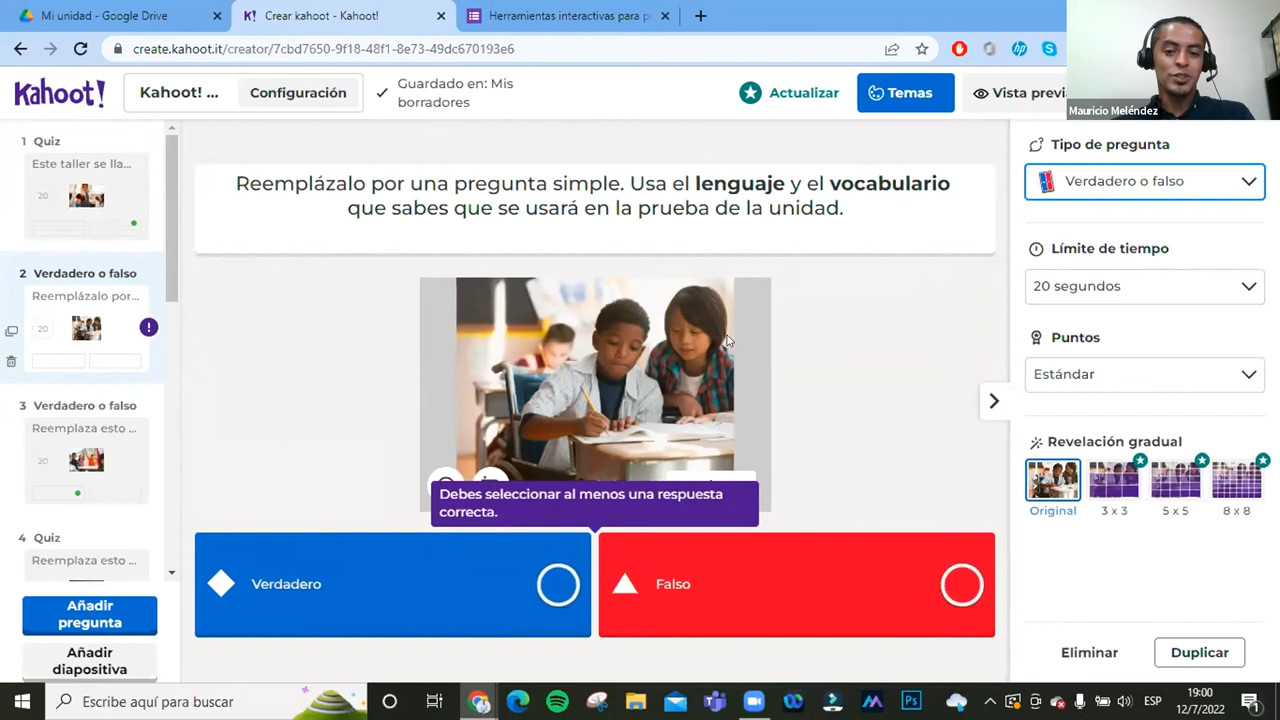 Mi unidad - Google Drive
Crear kahoot - Kahoot!
Herramientas interactivas para p
create.kahoot.it/creator/7cbd7650-9f18-48f1-8e73-49dc670193e6
Mauricio Meléndez
Kahoot!
Kahoot! ...
Configuración
Guardado en: Mis
borradores
Actualizar
Temas
Vista previ
1 Quiz
Este taller se lla...
20
2 Verdadero o falso
Reemplázalo por...
20
3 Verdadero o falso
Reemplaza esto ...
20
4 Quiz
Reemplaza esto ...
Añadir
pregunta
Añadir
diapositiva
Reemplázalo por una pregunta simple. Usa el lenguaje y el vocabulario
que sabes que se usará en la prueba de la unidad.
Debes seleccionar al menos una respuesta
correcta.
Verdadero
Falso
Tipo de pregunta
Verdadero o falso
Límite de tiempo
20 segundos
Puntos
Estándar
Revelación gradual
Original
3 x 3
5 x 5
8 x 8
Eliminar
Duplicar
Escribe aquí para buscar
ESP
19:00
12/7/2022